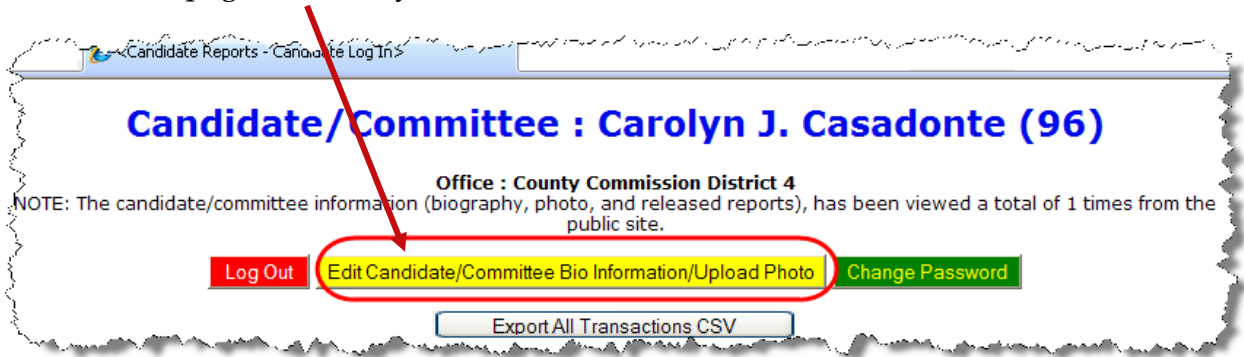 <Candidate Reports - Candidate Log In>
Candidate/Committee : Carolyn J. Casadonte (96)
Office : County Commission District 4
NOTE: The candidate/committee information (biography, photo, and released reports), has been viewed a total of 1 times from the
public site.
Log Out Edit Candidate/Committee Bio Information/Upload Photo Change Password
Export All Transactions CSV